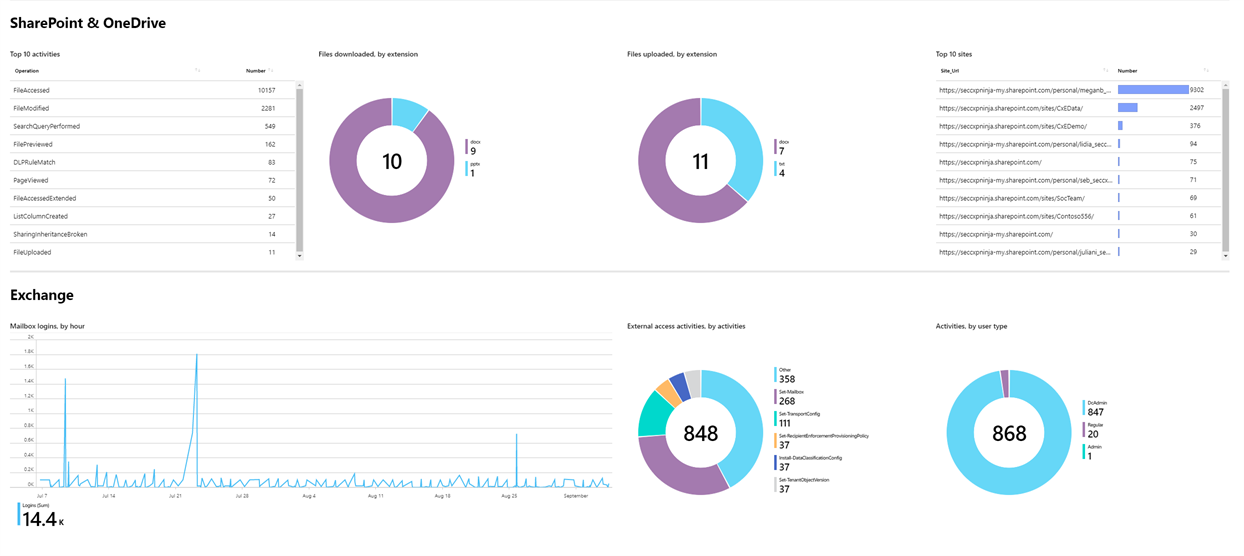 SharePoint & OneDrive
Top 10 activities
Operation Number
FileAccessed 10157
FileModified 2281
SearchQueryPerformed 549
FilePreviewed 162
DLPRuleMatch 83
PageViewed 72
FileAccessedExtended 50
ListColumnCreated 27
SharingInheritanceBroken 14
FileUploaded 11
Files downloaded, by extension
10
docx
9
pptx
1
Files uploaded, by extension
11
docx
7
txt
4
Top 10 sites
Site_Url Number
https://seccxpninja-my.sharepoint.com/personal/meganb_... 9302
https://seccxpninja.sharepoint.com/sites/CxEData/ 2497
https://seccxpninja.sharepoint.com/sites/CxEDemo/ 376
https://seccxpninja-my.sharepoint.com/personal/lidia_secc... 94
https://seccxpninja.sharepoint.com/ 75
https://seccxpninja-my.sharepoint.com/personal/seb_seccx... 71
https://seccxpninja.sharepoint.com/sites/SocTeam/ 69
https://seccxpninja.sharepoint.com/sites/Contoso356/ 61
https://seccxpninja-my.sharepoint.com/ 30
https://seccxpninja-my.sharepoint.com/personal/juliani_se... 29
Exchange
Mailbox logins, by hour
2K
1.8K
1.6K
1.4K
1.2K
1K
0.8K
0.6K
0.4K
0.2K
0K
Jul 7 Jul 14 Jul 21 Jul 28 Aug 4 Aug 11 Aug 18 Aug 25 September
Logins (Sum)
14.4 K
External access activities, by activities
848
Other
358
Set-Mailbox
268
Set-TransportConfig
111
Set-RecipientEnforcementProvisioningPolicy
37
Install-DataClassificationConfig
37
Set-TenantObjectVersion
37
Activities, by user type
868
DcAdmin
847
Regular
20
Admin
1